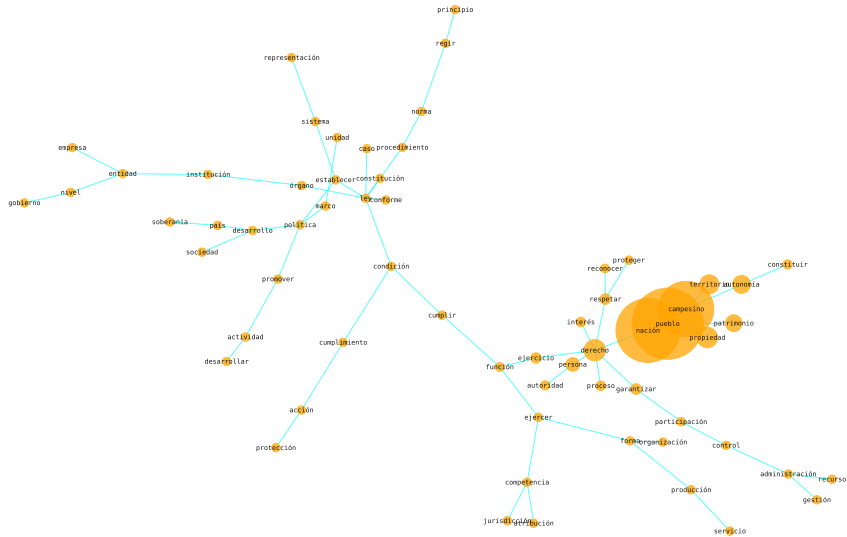 principio
regir
representación
norma
sistema
unidad
empresa
caso
procedimiento
entidad
institución
establecer
constitución
órgano
nivel
ley
conforme
gobierno
marco
soberanía
país
desarrollo
política
sociedad
proteger
condición
reconocer
constituir
promover
territorio
autonomía
respetar
campesino
cumplir
interés
pueblo
patrimonio
nación
actividad
propiedad
cumplimiento
derecho
desarrollar
ejercicio
persona
función
autoridad
proceso
garantizar
acción
ejercer
participación
forma
organización
protección
control
administración
recurso
competencia
producción
gestión
jurisdicción
atribución
servicio